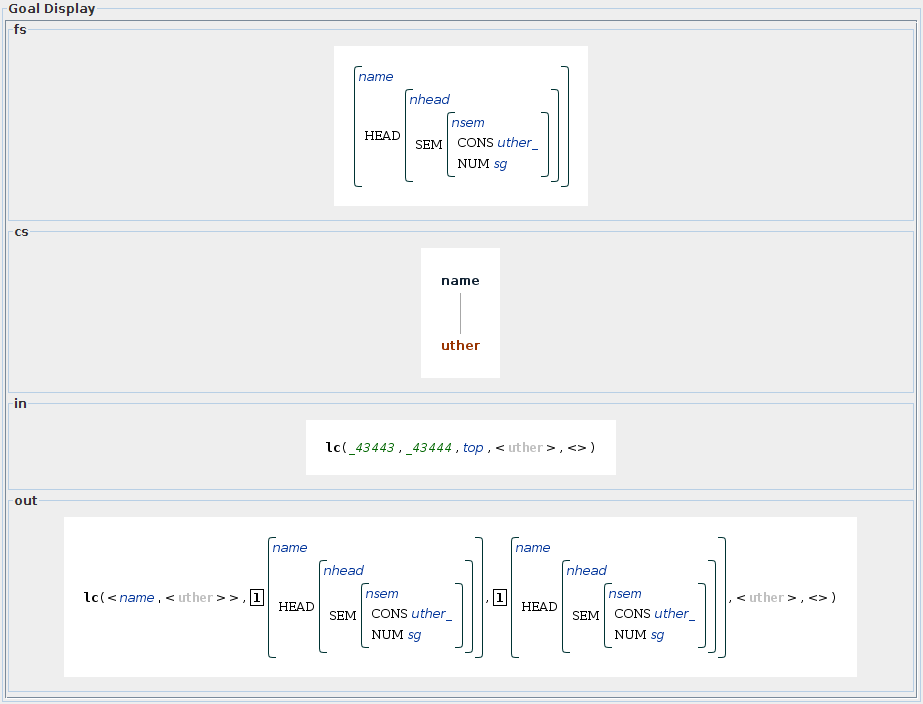 Goal Display
fs
name
nhead
nsem
HEAD SEM CONS uther_
NUM sg
cs
name
uther
in
lc(_43443,_43444,top,<uther>,<>)
out
name name
nhead nhead
nsem nsem
lc(<name,<uther>>,1 HEAD SEM CONS uther_ ,1 HEAD SEM CONS uther_ ,<uther>,<>)
NUM sg NUM sg